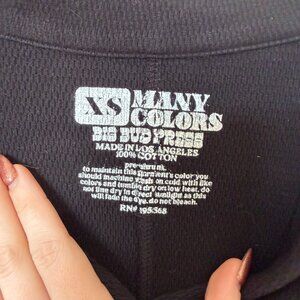 XS MANY
COLORS
BIG BUD PRESS
MADE IN LOS ANGELES
100% COTTON
pre-shrunk.
to maintain this garment's color you
should machine wash on cold with like
colors and tumble dry on low heat. do
not line dry in direct sunlight as this
will fade the dye. do not bleach.
RN# 195368